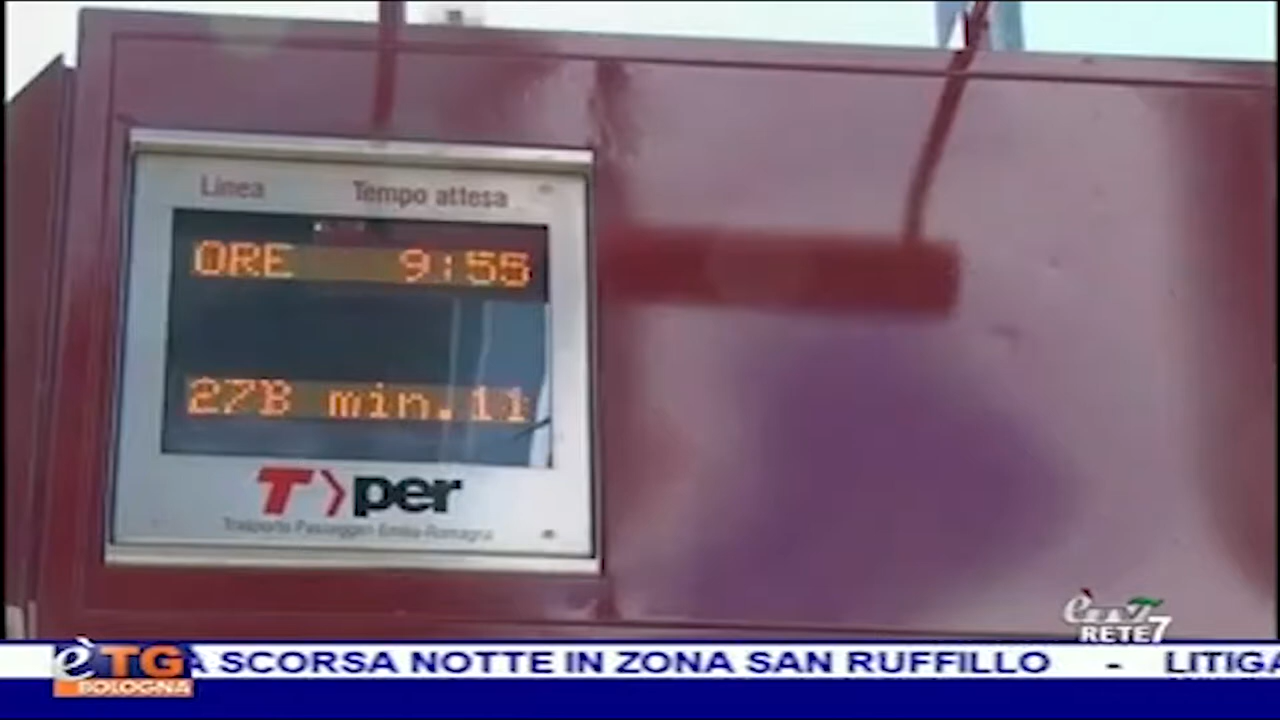 Linea Tempo attesa
ORE 9:55
27B min.11
T>per
Trasporto Passeggeri Emilia-Romagna
RETE7
è TG A SCORSA NOTTE IN ZONA SAN RUFFILLO - LITIGA
BOLOGNA